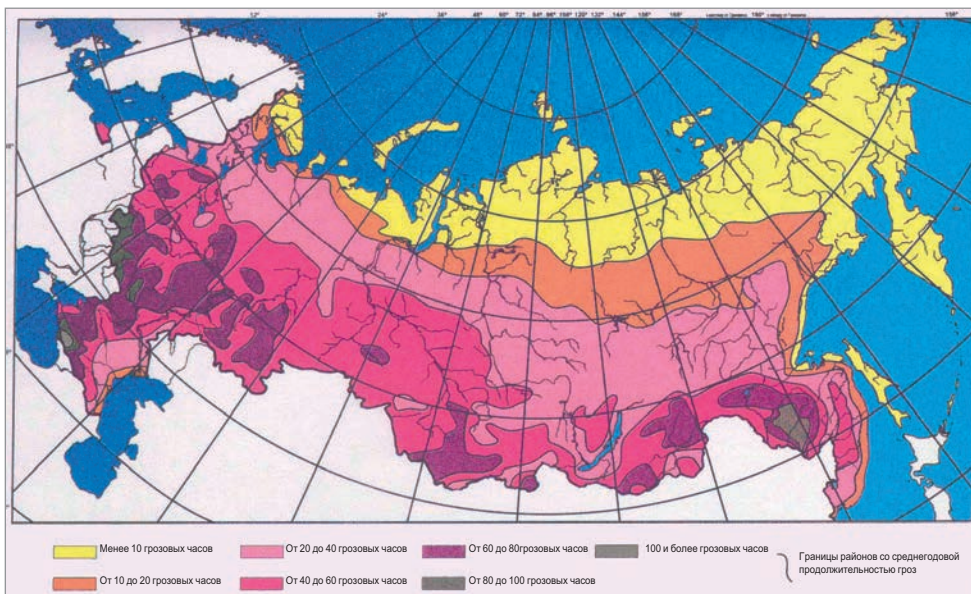 12° 24° 36° 48° 60° 72° 84° 96° 108° 120° 132° 144° 156° 168° 180° 156°
Менее 10 грозовых часов
От 20 до 40 грозовых часов
От 60 до 80грозовых часов
100 и более грозовых часов
Границы районов со среднегодовой
продолжительностью гроз
От 10 до 20 грозовых часов
От 40 до 60 грозовых часов
От 80 до 100 грозовых часов